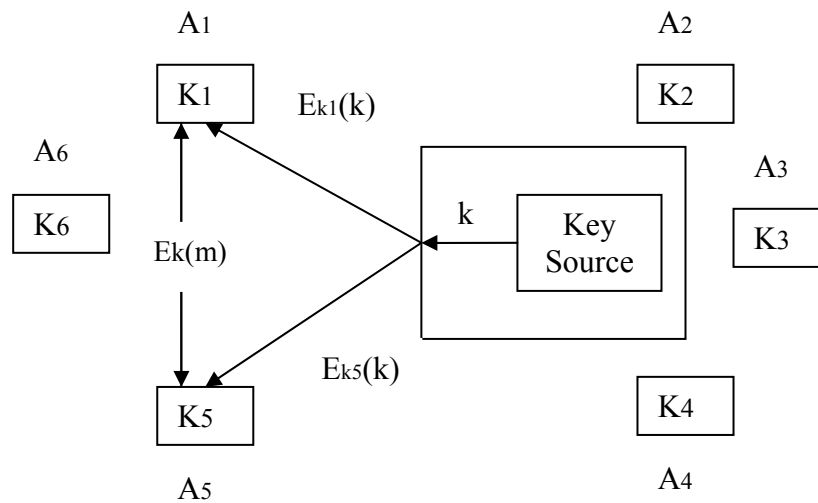 A1
A2
K1
K2
Ek1(k)
A6
A3
K6
k
Key
Source
K3
Ek(m)
Ek5(k)
K5
K4
A5
A4